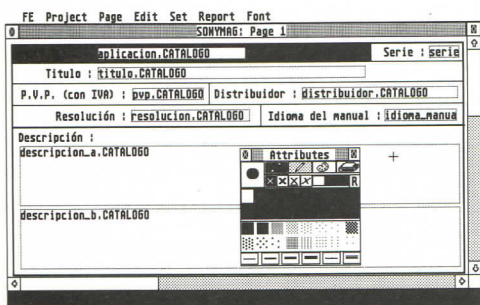 FE Project Page Edit Set Report Font
SONYMAG: Page 1
aplicacion.CATALOGO Serie : serie
Titulo : titulo.CATALOGO
P.V.P. (con IVA) : pvp.CATALOGO Distribuidor : distribuidor.CATALOGO
Resolución : resolucion.CATALOGO Idioma del manual : idioma_manua
Descripción :
descripcion_a.CATALOGO
Attributes
R
descripcion_b.CATALOGO